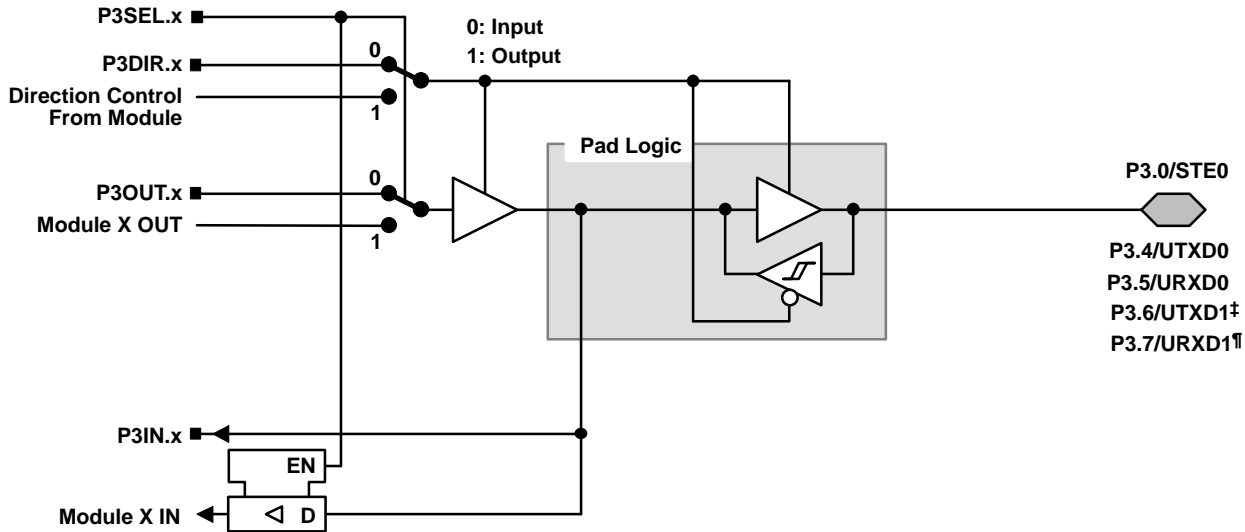 P3SEL.x
0: Input
1: Output
P3DIR.x
0
Direction Control
From Module
1
Pad Logic
P3.0/STE0
P3OUT.x
0
Module X OUT
1
P3.4/UTXD0
P3.5/URXD0
P3.6/UTXD1‡
P3.7/URXD1¶
P3IN.x
EN
Module X IN
D